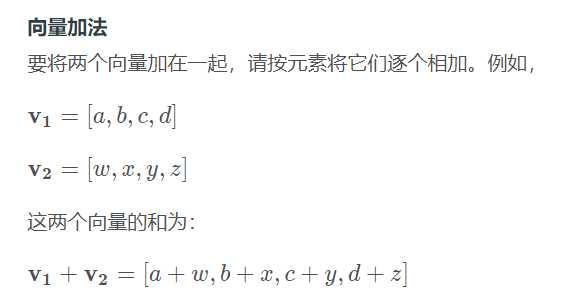 向量加法
要将两个向量加在一起，请按元素将它们逐个相加。例如，
v₁ = [a, b, c, d]
v₂ = [w, x, y, z]
这两个向量的和为：
v₁ + v₂ = [a + w, b + x, c + y, d + z]